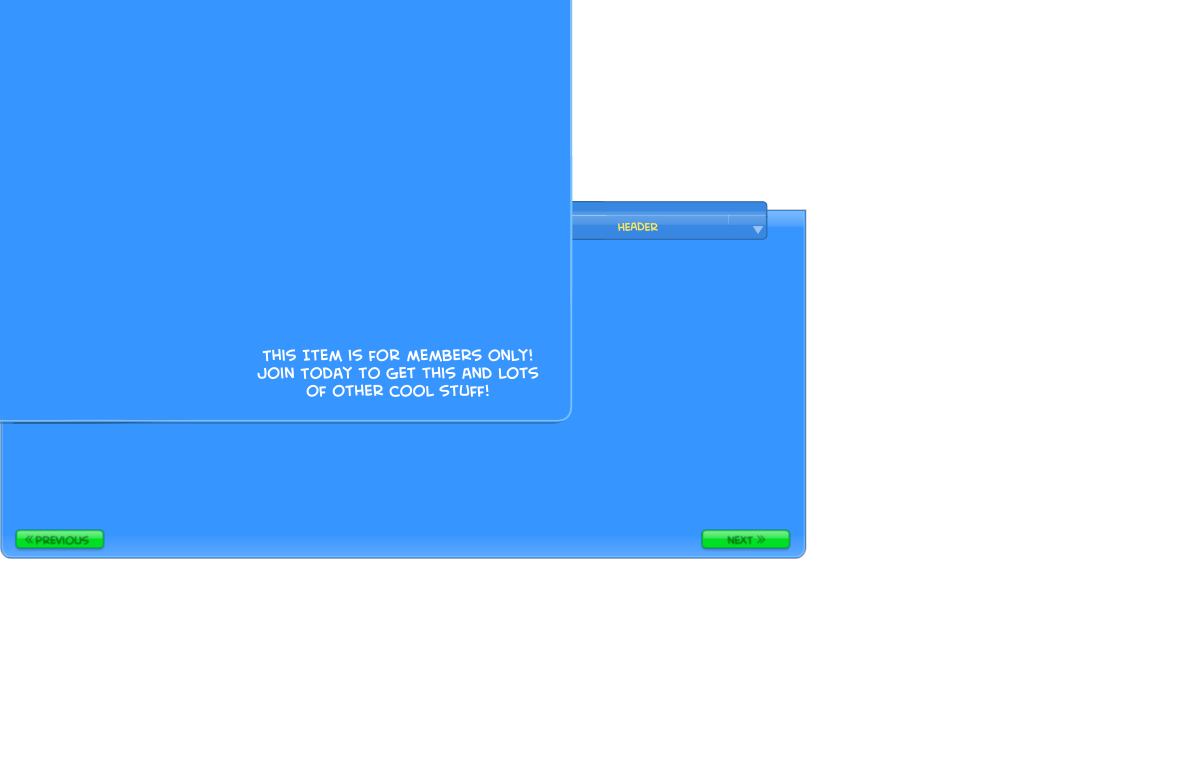 HEADER
THIS ITEM IS FOR MEMBERS ONLY!
JOIN TODAY TO GET THIS AND LOTS
OF OTHER COOL STUFF!
« PREVIOUS
NEXT »